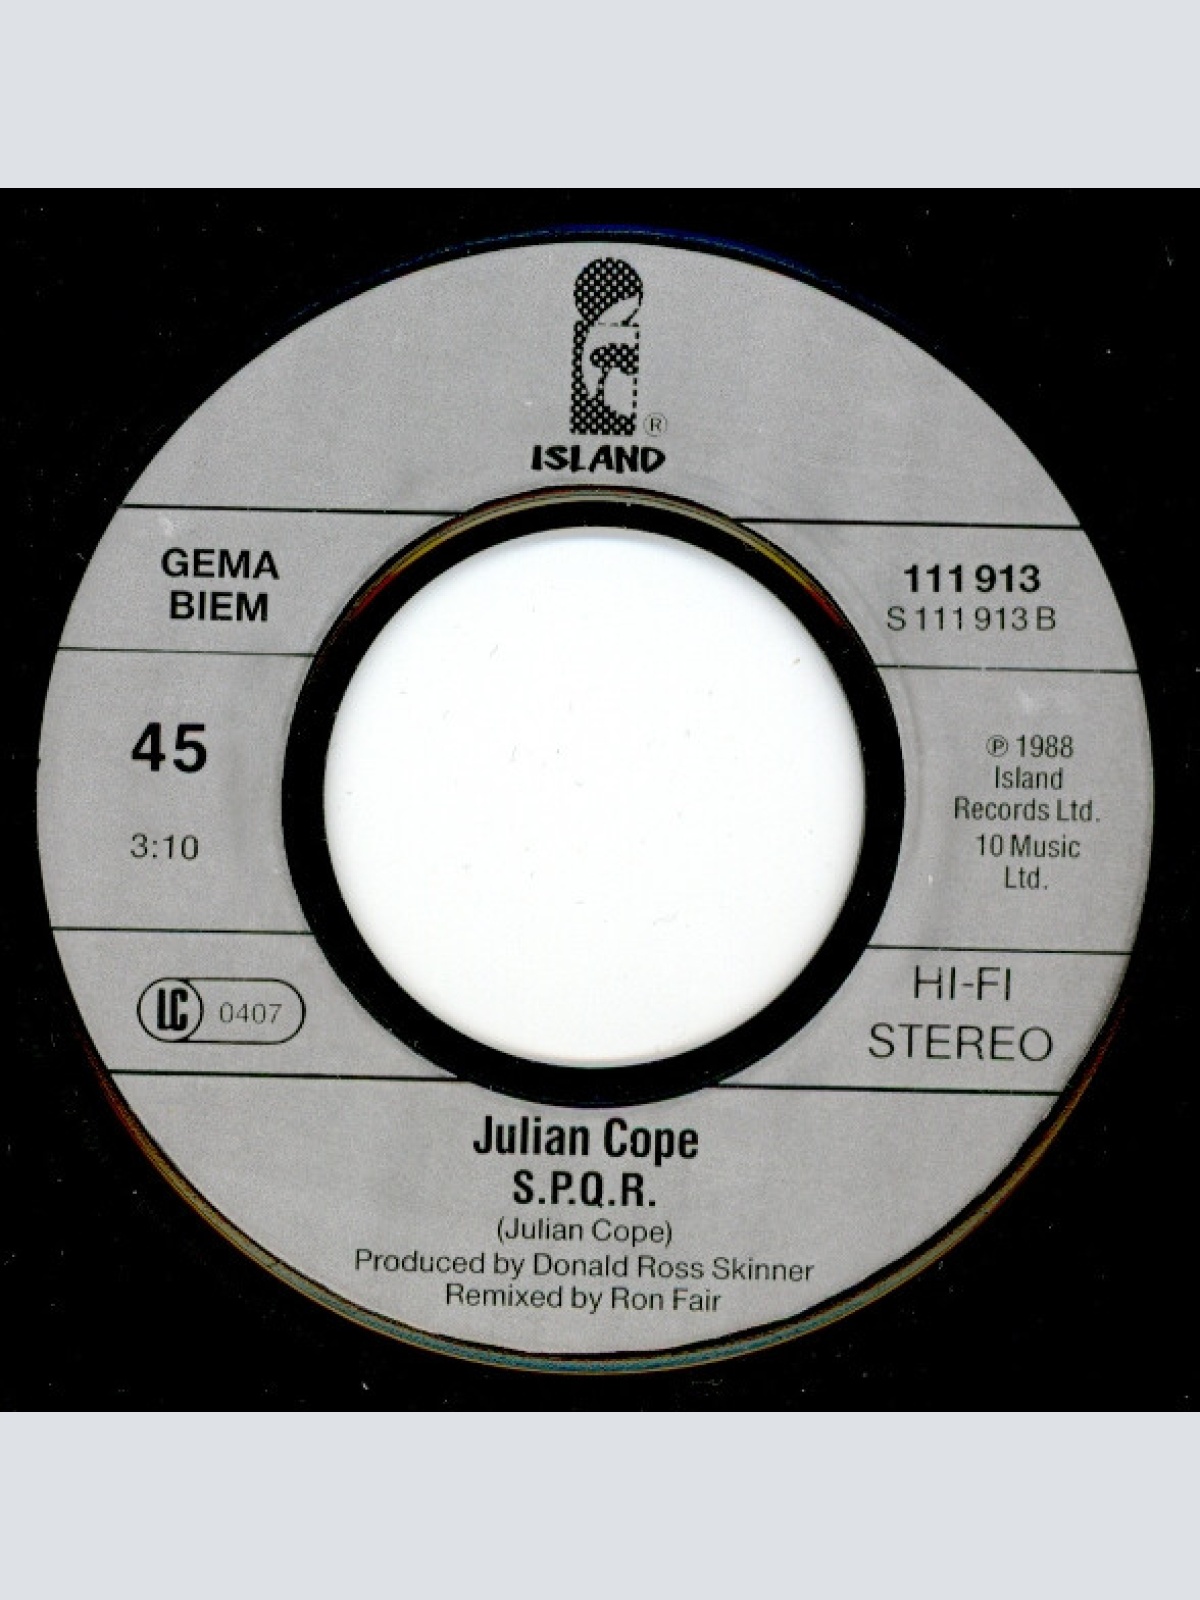 ®
ISLAND
GEMA
BIEM
111 913
S 111 913 B
45
3:10
℗ 1988
Island
Records Ltd.
10 Music
Ltd.
LC 0407
HI-FI
STEREO
Julian Cope
S.P.Q.R.
(Julian Cope)
Produced by Donald Ross Skinner
Remixed by Ron Fair